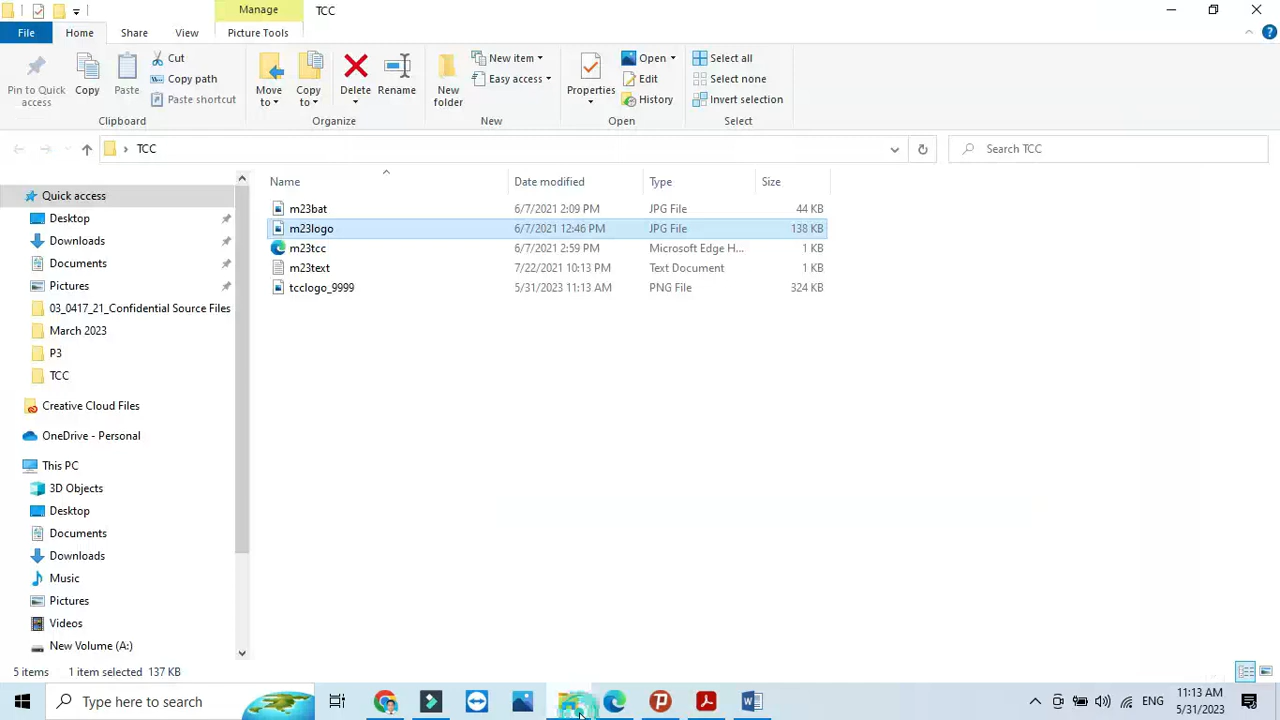 Manage TCC
File Home Share View Picture Tools
Pin to Quick access
Copy
Paste
Cut
Copy path
Paste shortcut
Clipboard
Move to
Copy to
Delete
Rename
Organize
New folder
New item
Easy access
New
Properties
Open
Edit
History
Open
Select all
Select none
Invert selection
Select
TCC
Search TCC
Name Date modified Type Size
m23bat 6/7/2021 2:09 PM JPG File 44 KB
m23logo 6/7/2021 12:46 PM JPG File 138 KB
m23tcc 6/7/2021 2:59 PM Microsoft Edge H... 1 KB
m23text 7/22/2021 10:13 PM Text Document 1 KB
tcclogo_9999 5/31/2023 11:13 AM PNG File 324 KB
Quick access
Desktop
Downloads
Documents
Pictures
03_0417_21_Confidential Source Files
March 2023
P3
TCC
Creative Cloud Files
OneDrive - Personal
This PC
3D Objects
Desktop
Documents
Downloads
Music
Pictures
Videos
New Volume (A:)
5 items 1 item selected 137 KB
Type here to search
ENG
11:13 AM
5/31/2023